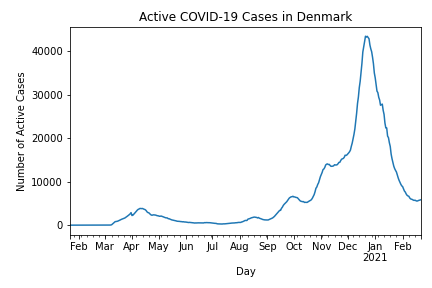 Active COVID-19 Cases in Denmark
Number of Active Cases
40000
30000
20000
10000
0
Feb Mar Apr May Jun Jul Aug Sep Oct Nov Dec Jan Feb
2021
Day